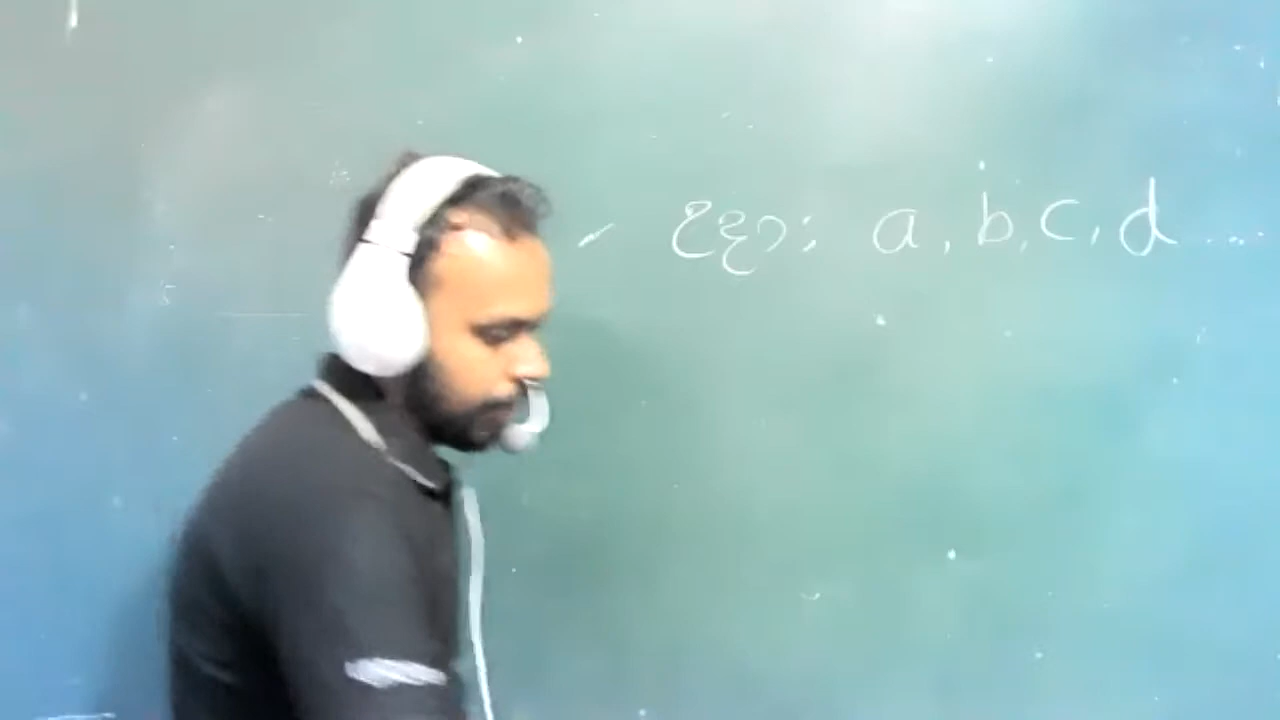 උදා: a, b, c, d ....